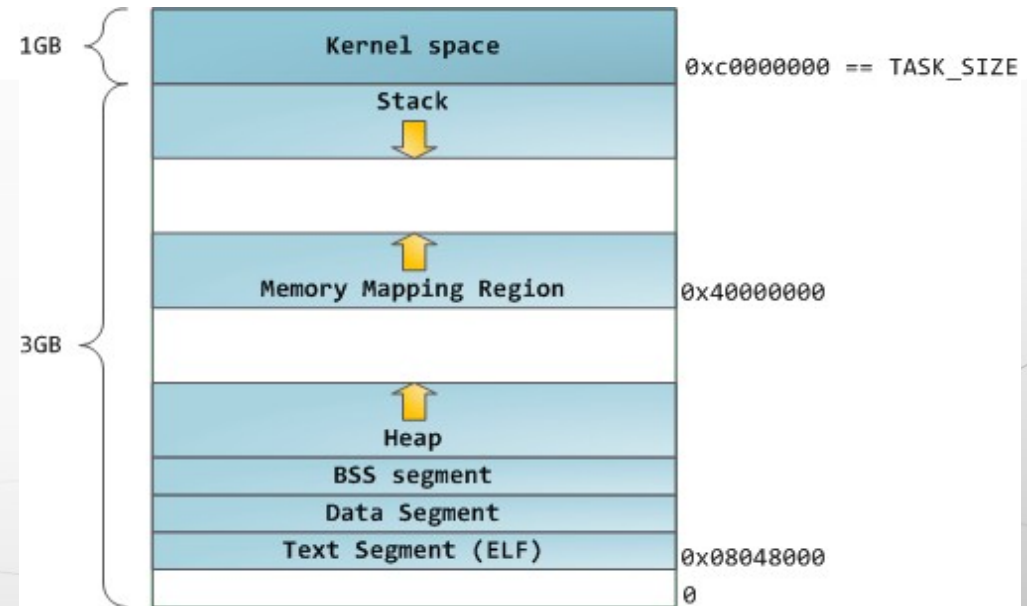 1GB
Kernel space
0xc0000000 == TASK_SIZE
Stack
Memory Mapping Region
0x40000000
3GB
Heap
BSS segment
Data Segment
Text Segment (ELF)
0x08048000
0